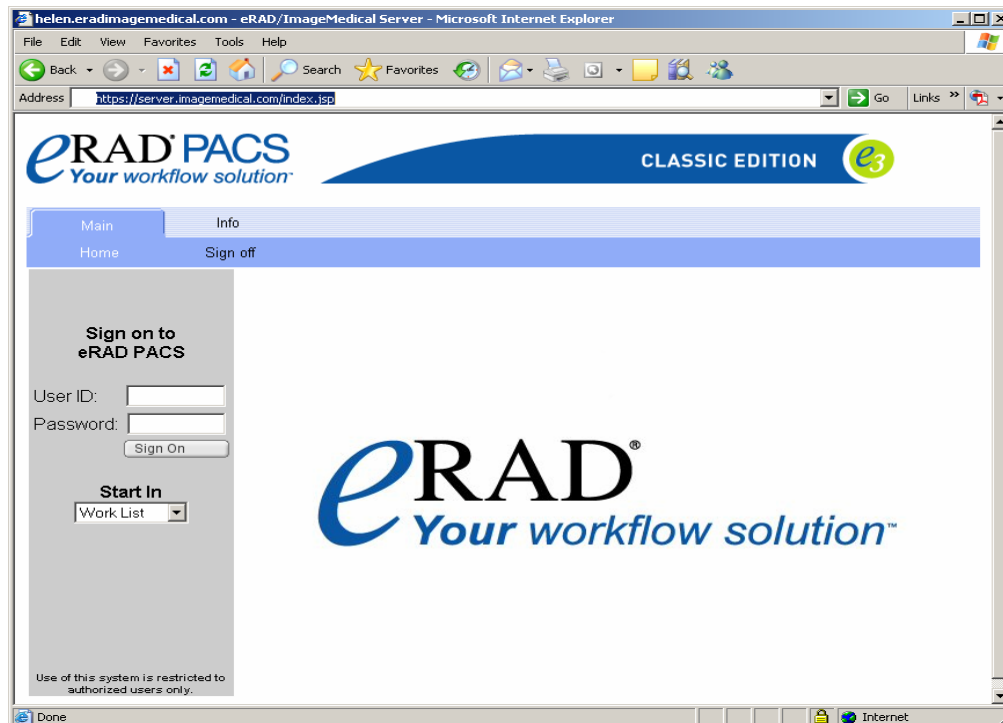 helen.eradimagemedical.com - eRAD/ImageMedical Server - Microsoft Internet Explorer
File Edit View Favorites Tools Help
Back Search Favorites
Address https://server.imagemedical.com/index.jsp Go Links »
eRAD PACS
Your workflow solution
CLASSIC EDITION e3
Main Info
Home Sign off
Sign on to
eRAD PACS
User ID:
Password:
Sign On
Start In
Work List
eRAD®
Your workflow solution™
Use of this system is restricted to
authorized users only.
Done Internet